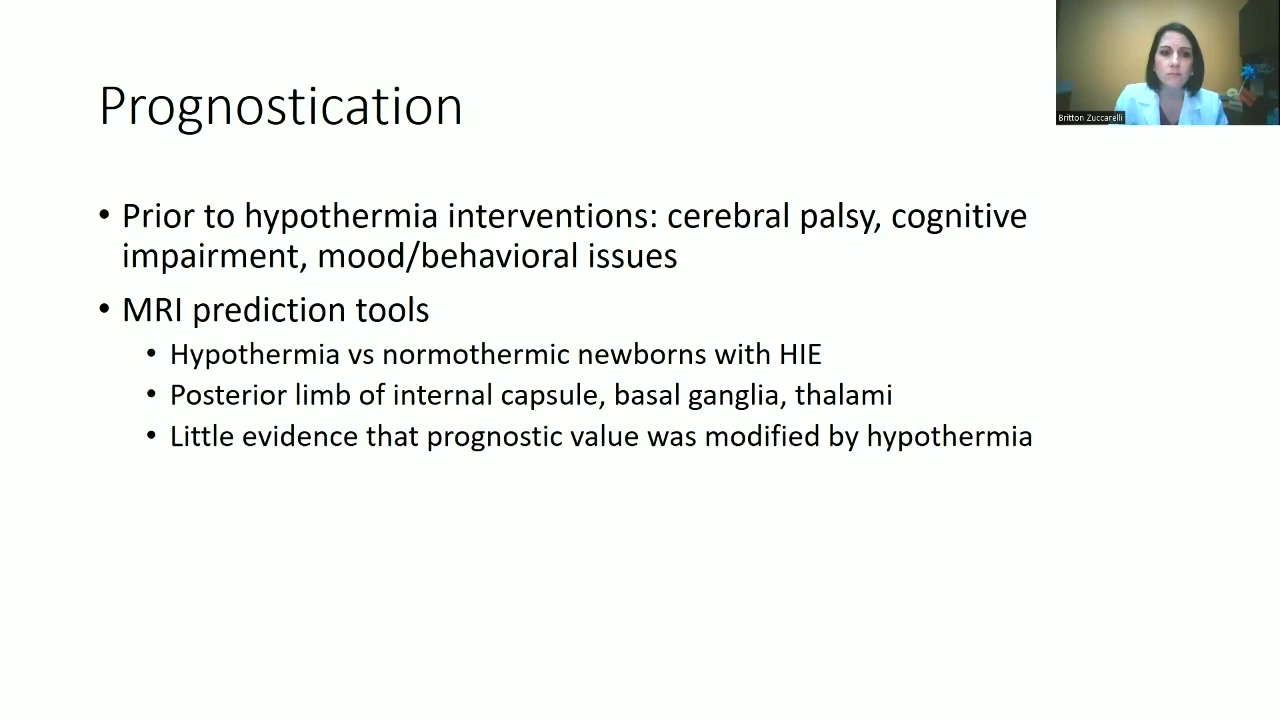 Prognostication
Britton Zuccarelli
• Prior to hypothermia interventions: cerebral palsy, cognitive
impairment, mood/behavioral issues
• MRI prediction tools
• Hypothermia vs normothermic newborns with HIE
• Posterior limb of internal capsule, basal ganglia, thalami
• Little evidence that prognostic value was modified by hypothermia